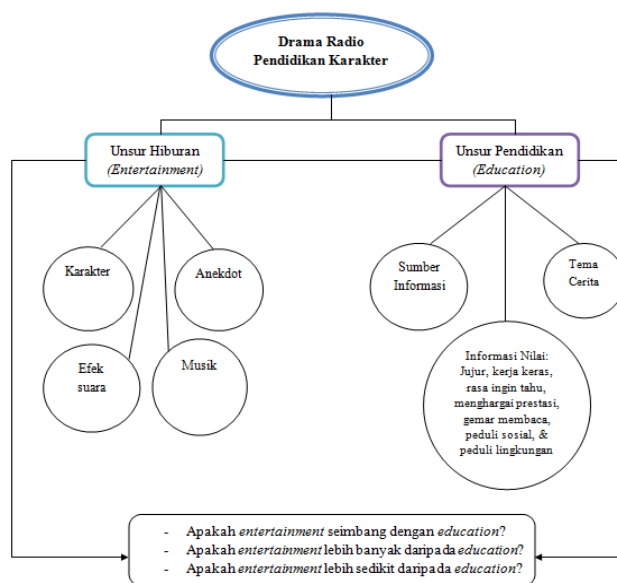 Drama Radio
Pendidikan Karakter
Unsur Hiburan
(Entertainment)
Unsur Pendidikan
(Education)
Karakter
Anekdot
Efek
suara
Musik
Sumber
Informasi
Tema
Cerita
Informasi Nilai:
Jujur, kerja keras,
rasa ingin tahu,
menghargai prestasi,
gemar membaca,
peduli sosial, &
peduli lingkungan
- Apakah entertainment seimbang dengan education?
- Apakah entertainment lebih banyak daripada education?
- Apakah entertainment lebih sedikit daripada education?